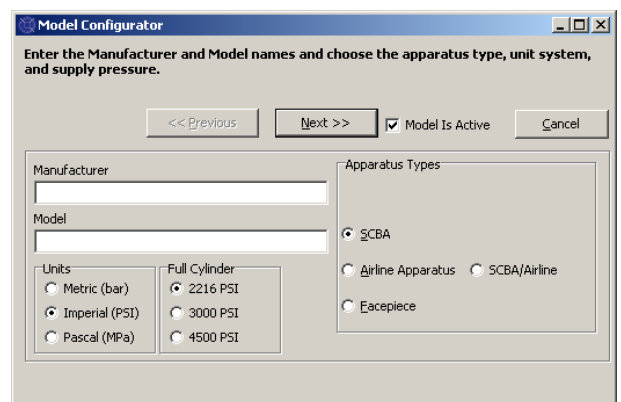 Model Configurator
Enter the Manufacturer and Model names and choose the apparatus type, unit system,
and supply pressure.
<< Previous
Next >>
Model Is Active
Cancel
Manufacturer
Model
Units
Metric (bar)
Imperial (PSI)
Pascal (MPa)
Full Cylinder
2216 PSI
3000 PSI
4500 PSI
Apparatus Types
SCBA
Airline Apparatus
SCBA/Airline
Facepiece